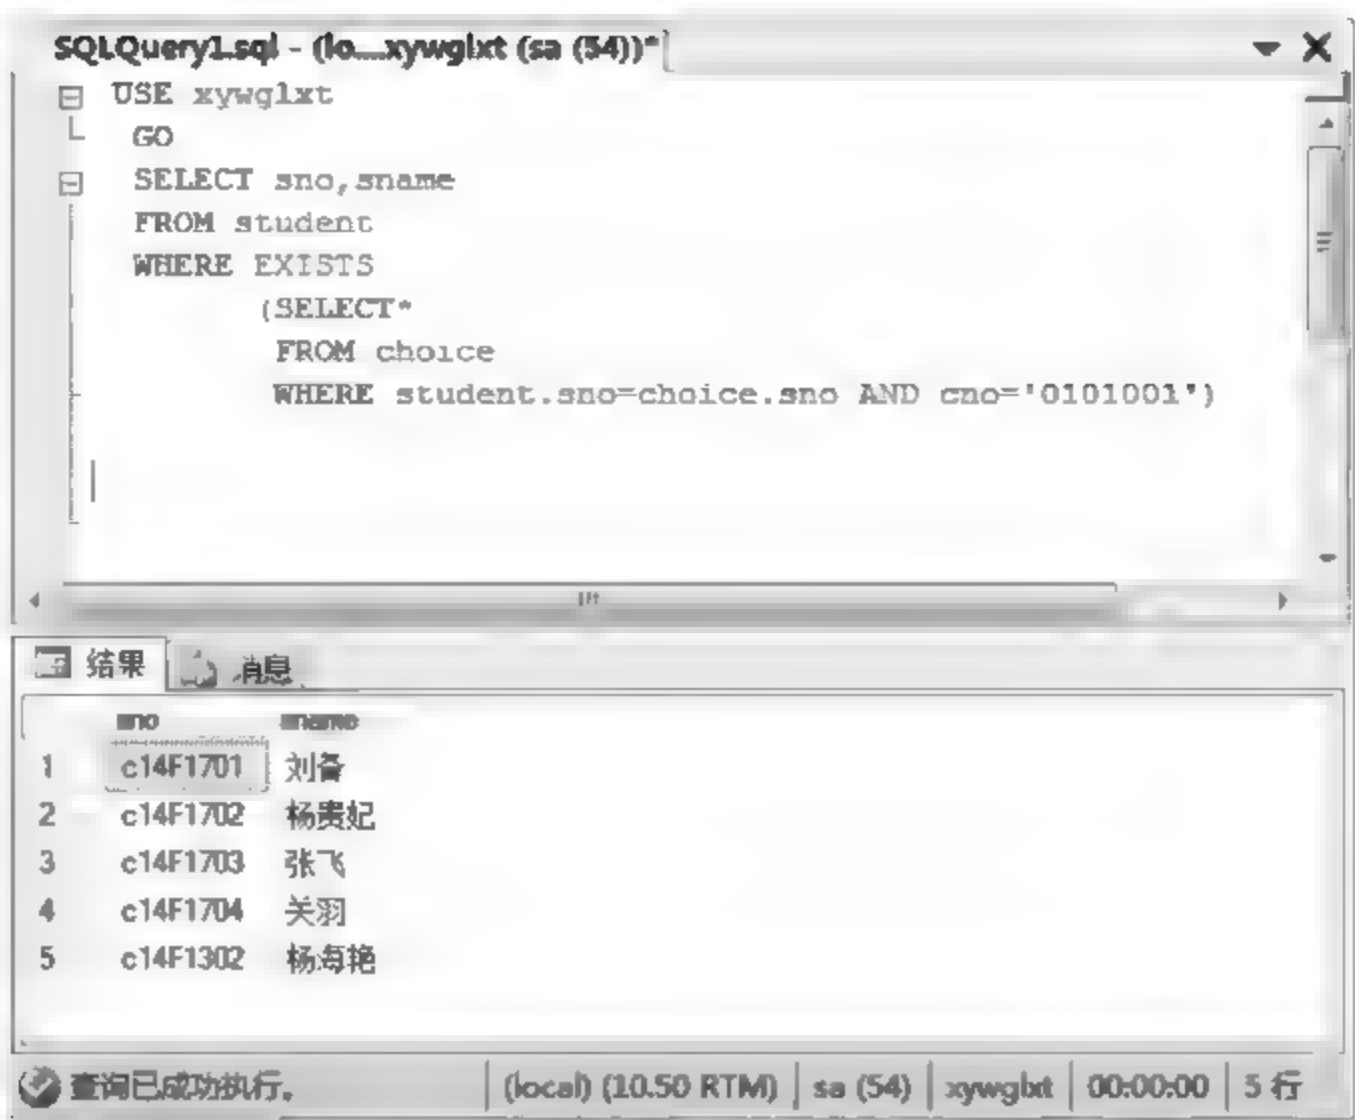 SQLQuery1.sql - (lo...xywglxt (sa (54))*
USE xywglxt
GO
SELECT sno,sname
FROM student
WHERE EXISTS
(SELECT*
FROM choice
WHERE student.sno=choice.sno AND cno='0101001')
结果 消息
sno sname
1 c14F1701 刘备
2 c14F1702 杨贵妃
3 c14F1703 张飞
4 c14F1704 关羽
5 c14F1302 杨海艳
查询已成功执行。 (local) (10.50 RTM) sa (54) xywglxt 00:00:00 5 行